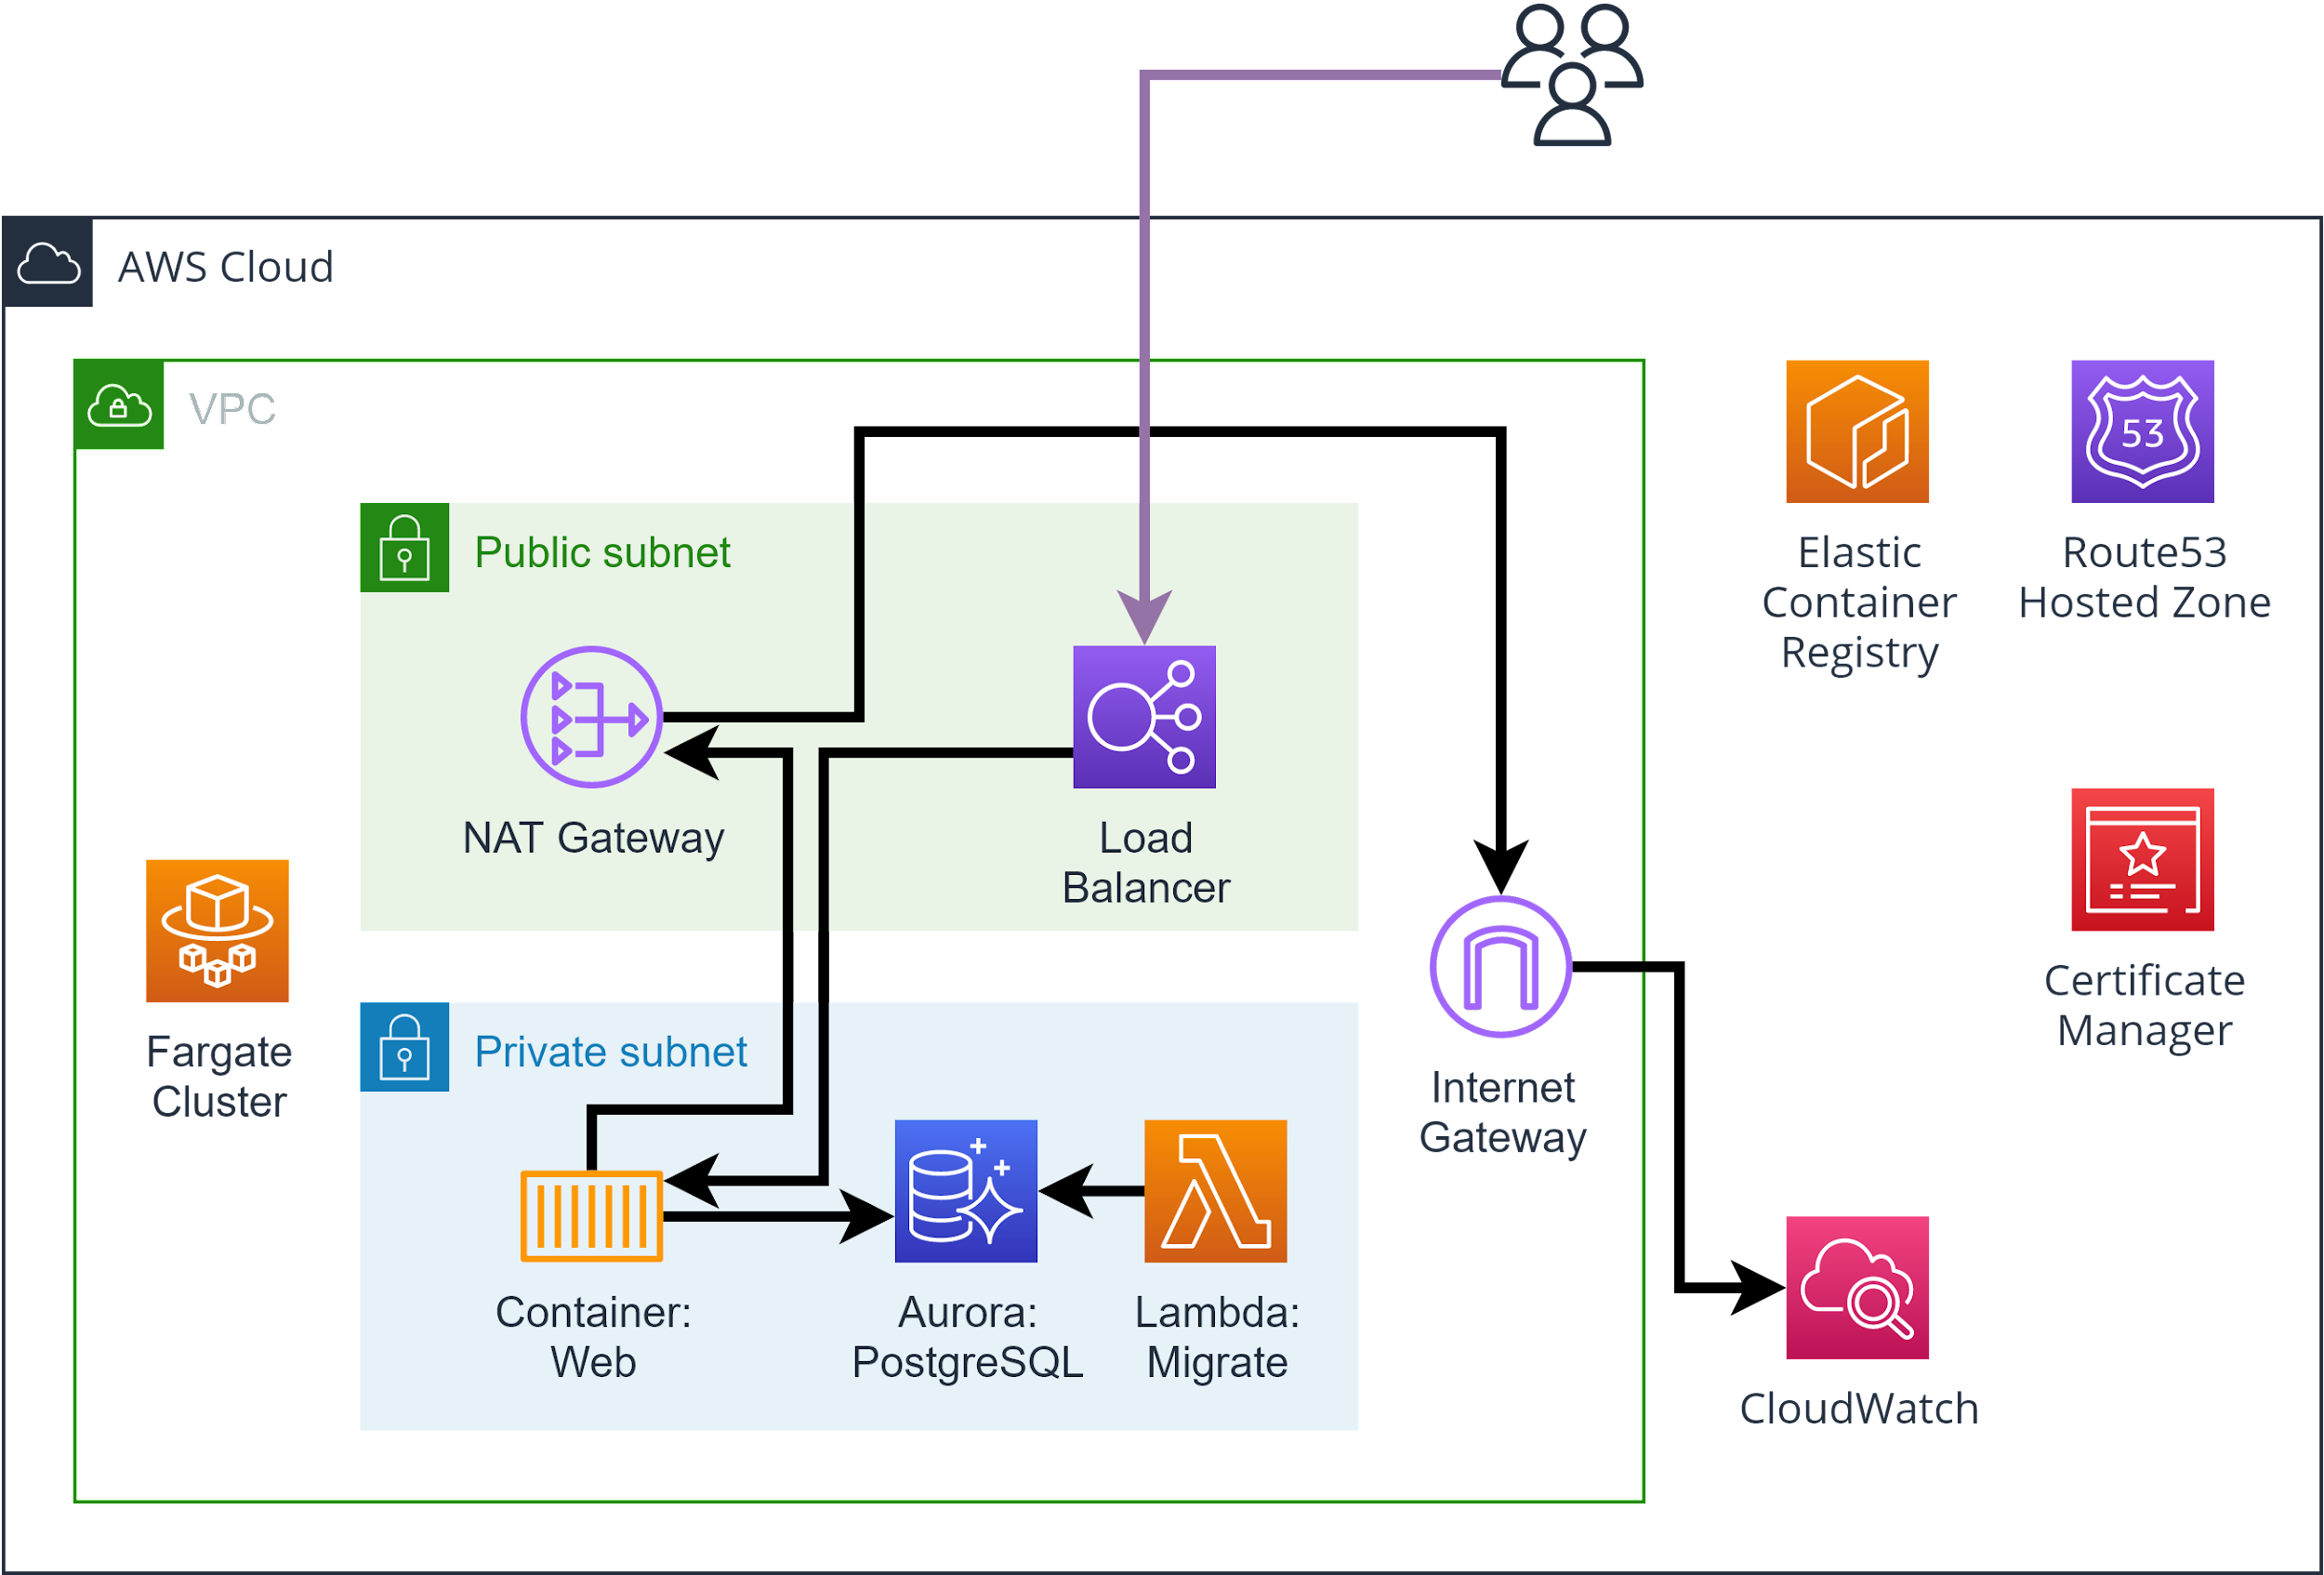 AWS Cloud
VPC
Public subnet
NAT Gateway
Load
Balancer
Fargate
Cluster
Private subnet
Container:
Web
Aurora:
PostgreSQL
Lambda:
Migrate
Internet
Gateway
Elastic
Container
Registry
53
Route53
Hosted Zone
Certificate
Manager
CloudWatch